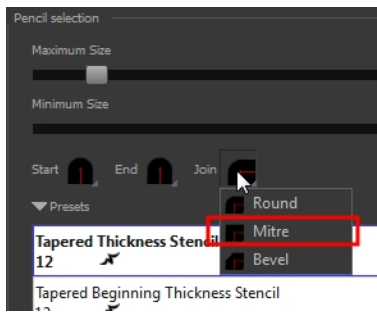 Pencil selection
Maximum Size
Minimum Size
Start End Join
Round
Presets
Mitre
Tapered Thickness Stencil
12
Bevel
Tapered Beginning Thickness Stencil
12